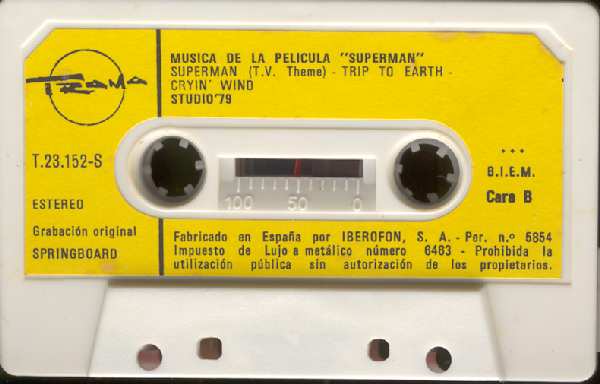 TRAMA
MUSICA DE LA PELICULA "SUPERMAN"
SUPERMAN (T.V. Theme) - TRIP TO EARTH -
CRYIN' WIND
STUDIO'79
T.23.152-S
ESTEREO
Grabación original
SPRINGBOARD
100 50 0
...
B.I.E.M.
Cara B
Fabricado en España por IBEROFON, S. A. - Per. n.º 5854
Impuesto de Lujo a metálico número 6463 - Prohibida la
utilización pública sin autorización de los propietarios.